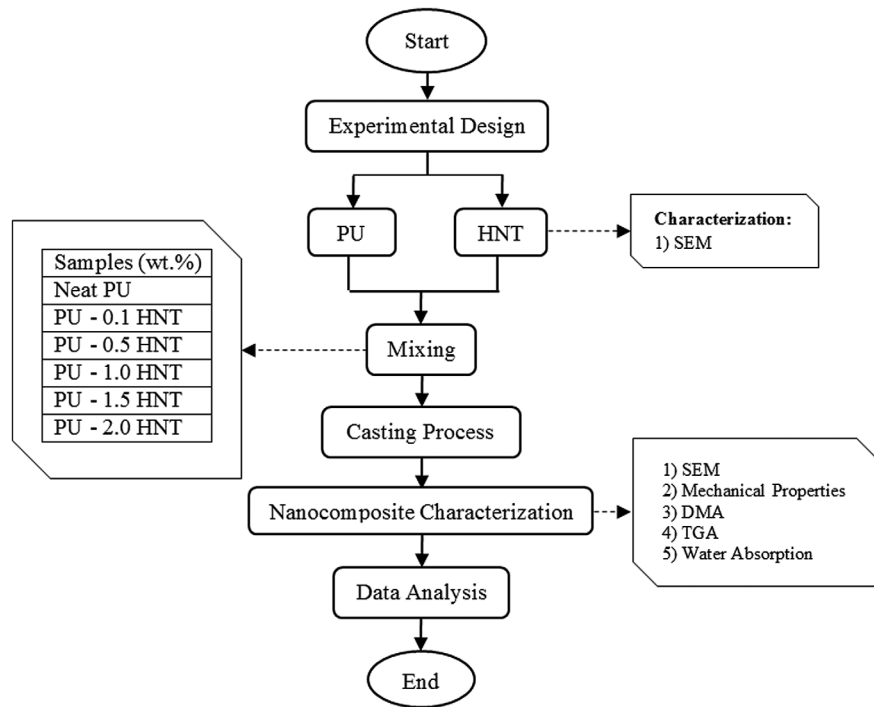 Start
Experimental Design
PU
HNT
Characterization:
1) SEM
Samples (wt.%)
Neat PU
PU - 0.1 HNT
PU - 0.5 HNT
PU - 1.0 HNT
PU - 1.5 HNT
PU - 2.0 HNT
Mixing
Casting Process
Nanocomposite Characterization
1) SEM
2) Mechanical Properties
3) DMA
4) TGA
5) Water Absorption
Data Analysis
End